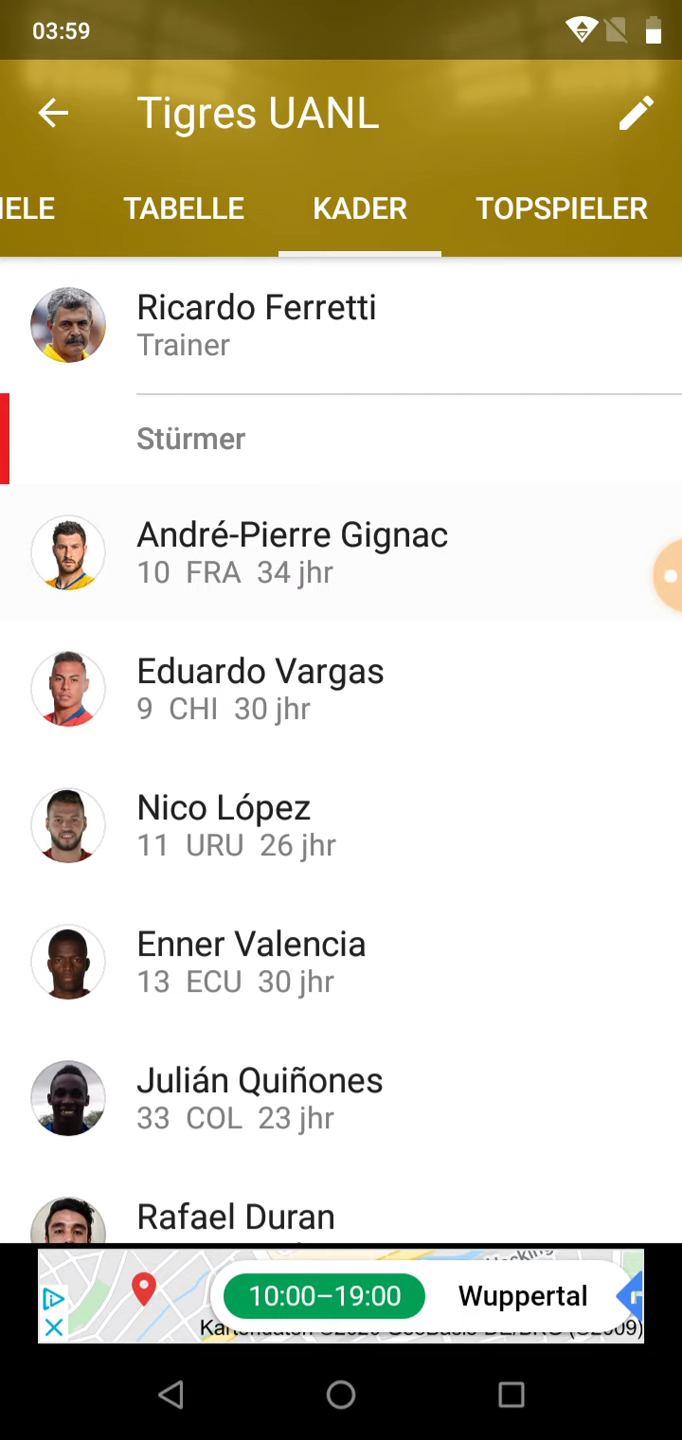 03:59
Tigres UANL
IELE TABELLE KADER TOPSPIELER
Ricardo Ferretti
Trainer
Stürmer
André-Pierre Gignac
10 FRA 34 jhr
Eduardo Vargas
9 CHI 30 jhr
Nico López
11 URU 26 jhr
Enner Valencia
13 ECU 30 jhr
Julián Quiñones
33 COL 23 jhr
Rafael Duran
10:00–19:00 Wuppertal